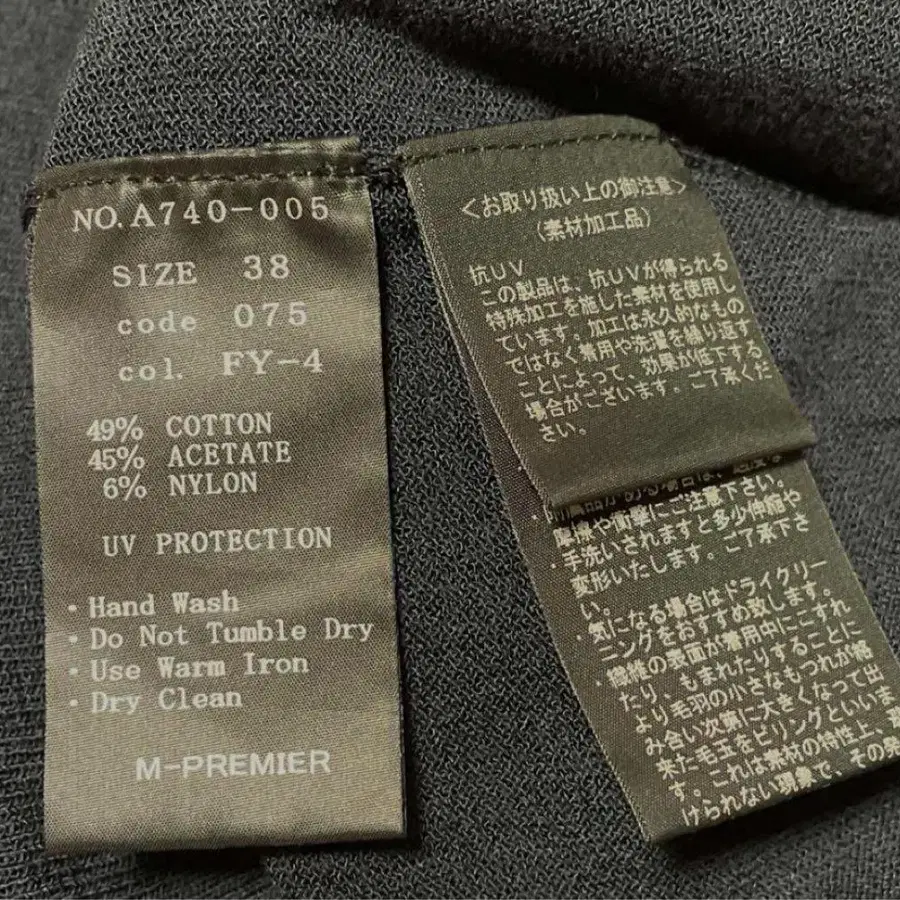 NO.A740-005
SIZE 38
code 075
col. FY-4
49% COTTON
45% ACETATE
6% NYLON
UV PROTECTION
・Hand Wash
・Do Not Tumble Dry
・Use Warm Iron
・Dry Clean
M-PREMIER
<お取り扱い上の御注意>
(素材加工品)
抗UV
この製品は、抗UVが得られる
特殊加工を施した素材を使用し
ています。加工は永久的なもの
ではなく着用や洗濯を繰り返す
ことによって、効果が低下する
場合がございます。ご了承くだ
さい。
摩擦や衝撃にご注意下さい。
・手洗いされますと多少伸縮や
変形いたします。ご了承下さ
い。
・気になる場合はドライクリー
ニングをおすすめ致します。
・繊維の表面が着用中にこすれ
たり、もまれたりすることに
より毛羽の小さなもつれが絡
み合い次第に大きくなって出
来た毛玉をピリングといいま
す。これは素材の特性上、避
けられない現象で、その発